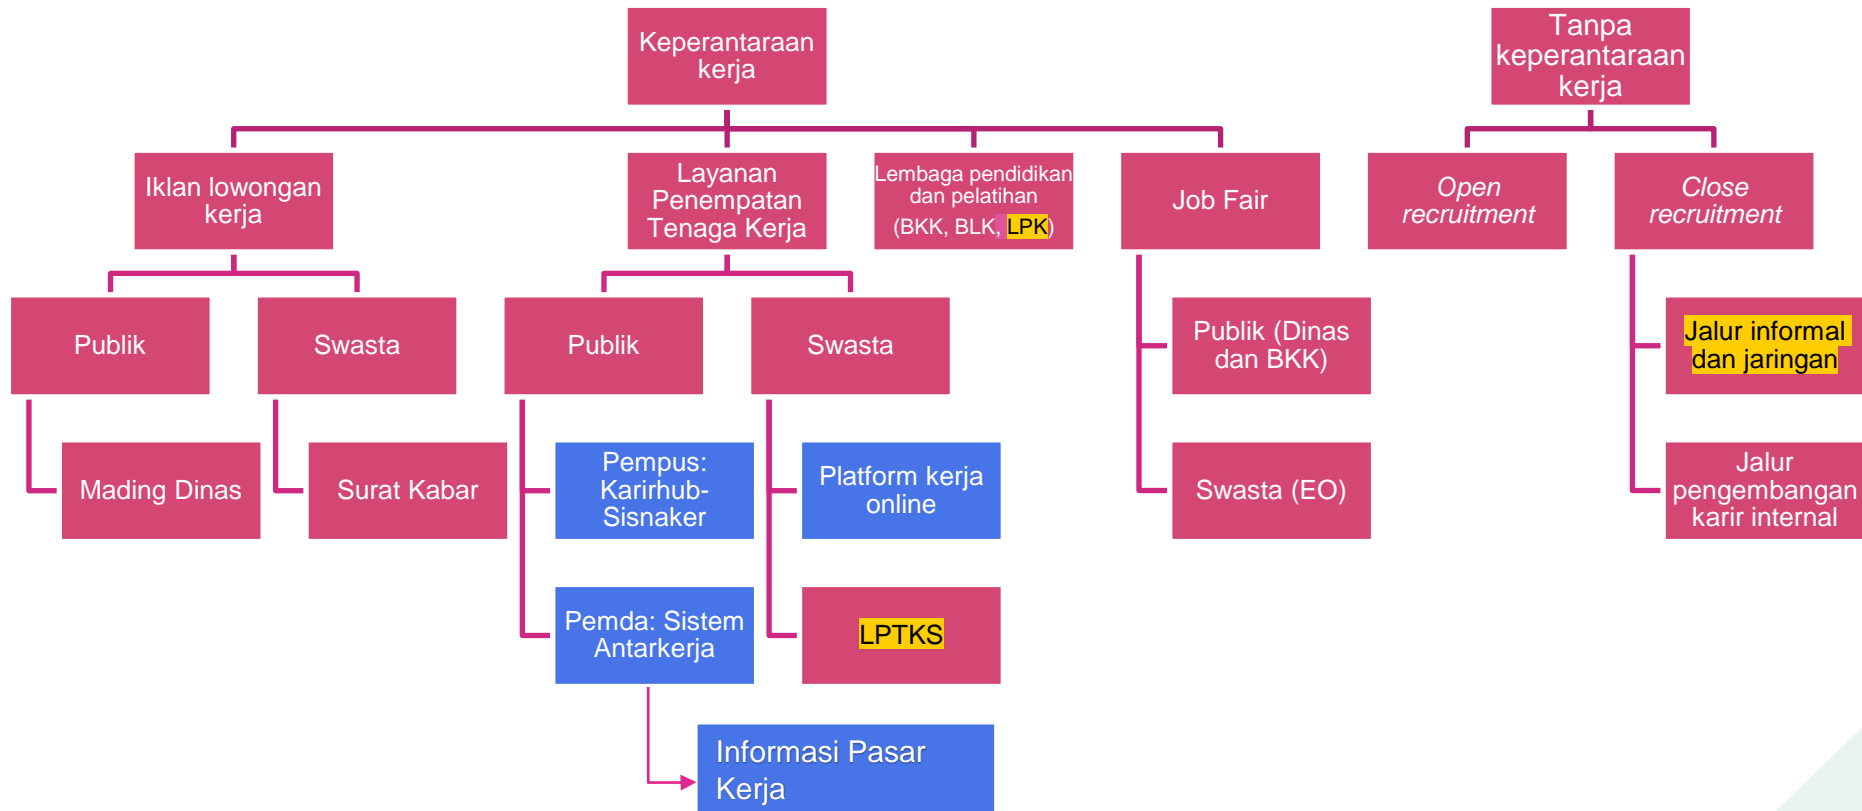 Keperantaraan
kerja
Tanpa
keperantaraan
kerja
Iklan lowongan
kerja
Layanan
Penempatan
Tenaga Kerja
Lembaga pendidikan
dan pelatihan
(BKK, BLK, LPK)
Job Fair
Open
recruitment
Close
recruitment
Publik
Swasta
Publik
Swasta
Publik (Dinas
dan BKK)
Jalur informal
dan jaringan
Mading Dinas
Surat Kabar
Pempus:
Karirhub-
Sisnaker
Platform kerja
online
Swasta (EO)
Jalur
pengembangan
karir internal
Pemda: Sistem
Antarkerja
LPTKS
Informasi Pasar
Kerja